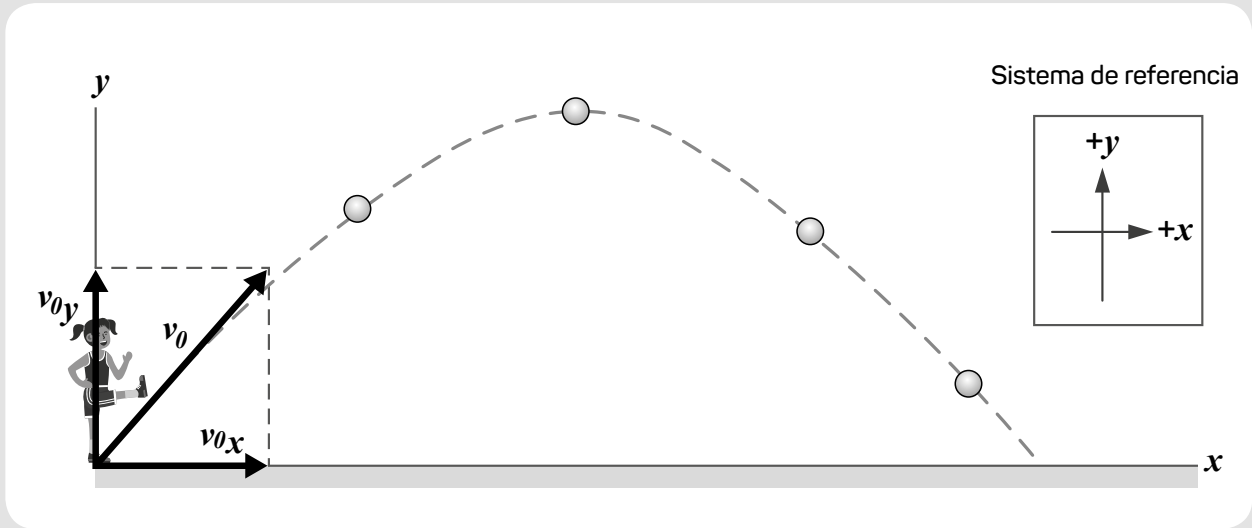 Sistema de referencia
y
+y
+x
v0y
v0
v0x
x